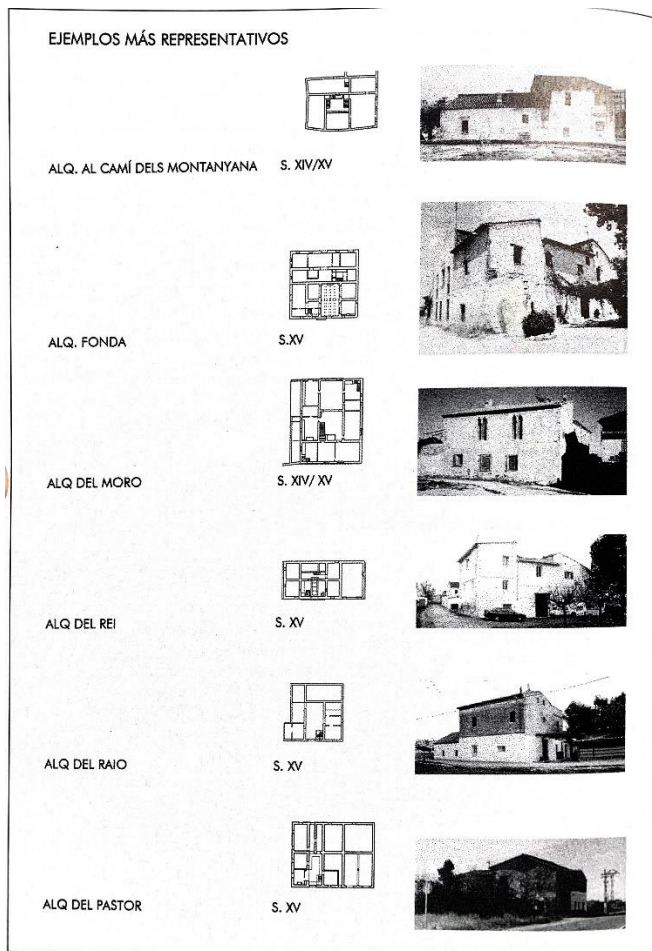 EJEMPLOS MÁS REPRESENTATIVOS
ALQ. AL CAMÍ DELS MONTANYANA S. XIV/XV
ALQ. FONDA S.XV
ALQ DEL MORO S. XIV/ XV
ALQ DEL REI S. XV
ALQ DEL RAIO S. XV
ALQ DEL PASTOR S. XV